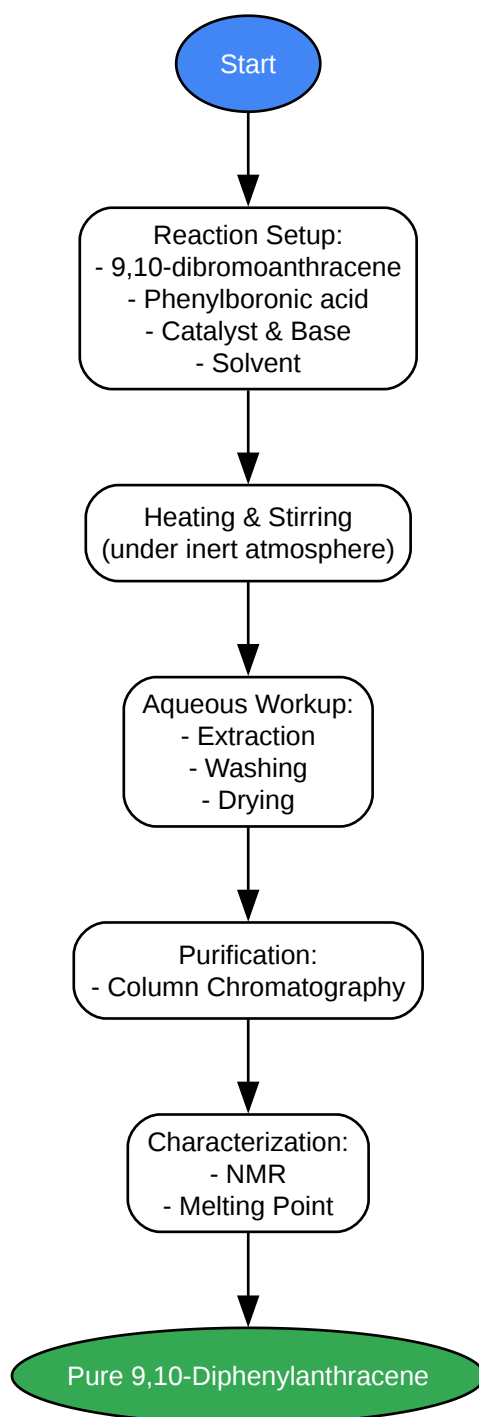 Start
Reaction Setup:
- 9,10-dibromoanthracene
- Phenylboronic acid
- Catalyst & Base
- Solvent
Heating & Stirring
(under inert atmosphere)
Aqueous Workup:
- Extraction
- Washing
- Drying
Purification:
- Column Chromatography
Characterization:
- NMR
- Melting Point
Pure 9,10-Diphenylanthracene